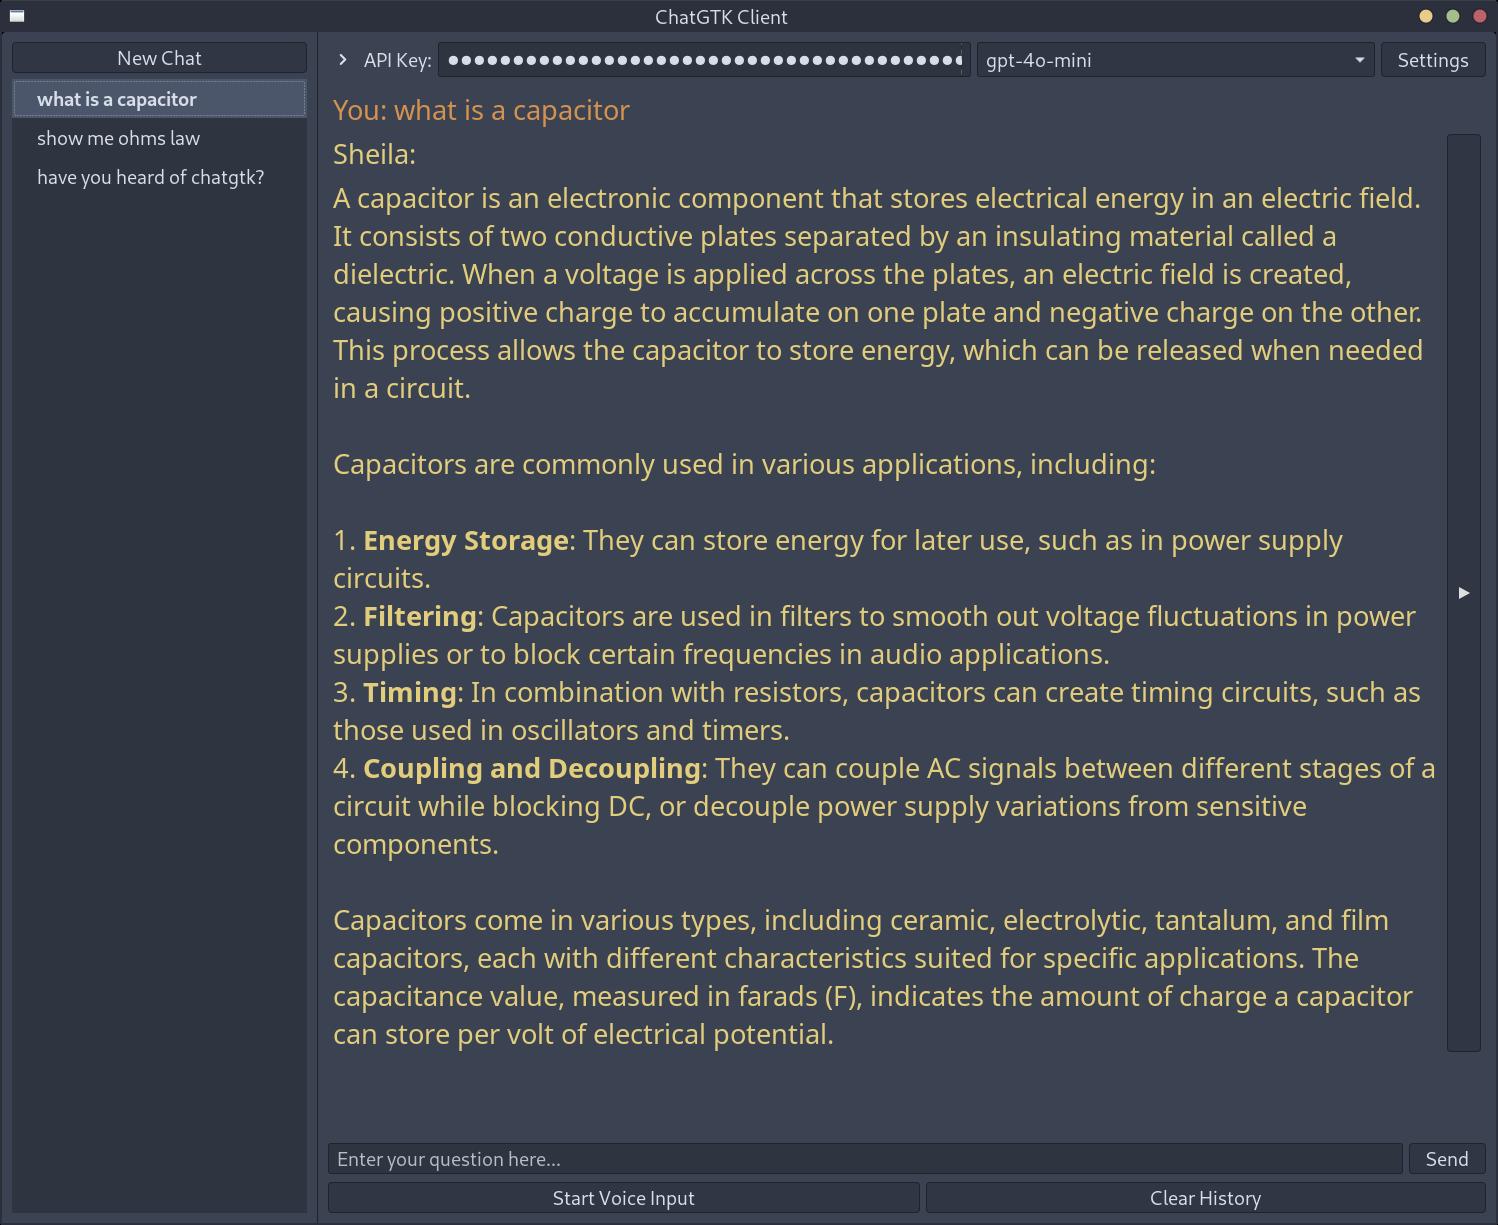 ChatGTK Client
New Chat
what is a capacitor
show me ohms law
have you heard of chatgtk?
API Key:
gpt-4o-mini
Settings
You: what is a capacitor
Sheila:
A capacitor is an electronic component that stores electrical energy in an electric field.
It consists of two conductive plates separated by an insulating material called a
dielectric. When a voltage is applied across the plates, an electric field is created,
causing positive charge to accumulate on one plate and negative charge on the other.
This process allows the capacitor to store energy, which can be released when needed
in a circuit.
Capacitors are commonly used in various applications, including:
1. Energy Storage: They can store energy for later use, such as in power supply
circuits.
2. Filtering: Capacitors are used in filters to smooth out voltage fluctuations in power
supplies or to block certain frequencies in audio applications.
3. Timing: In combination with resistors, capacitors can create timing circuits, such as
those used in oscillators and timers.
4. Coupling and Decoupling: They can couple AC signals between different stages of a
circuit while blocking DC, or decouple power supply variations from sensitive
components.
Capacitors come in various types, including ceramic, electrolytic, tantalum, and film
capacitors, each with different characteristics suited for specific applications. The
capacitance value, measured in farads (F), indicates the amount of charge a capacitor
can store per volt of electrical potential.
Enter your question here...
Send
Start Voice Input
Clear History